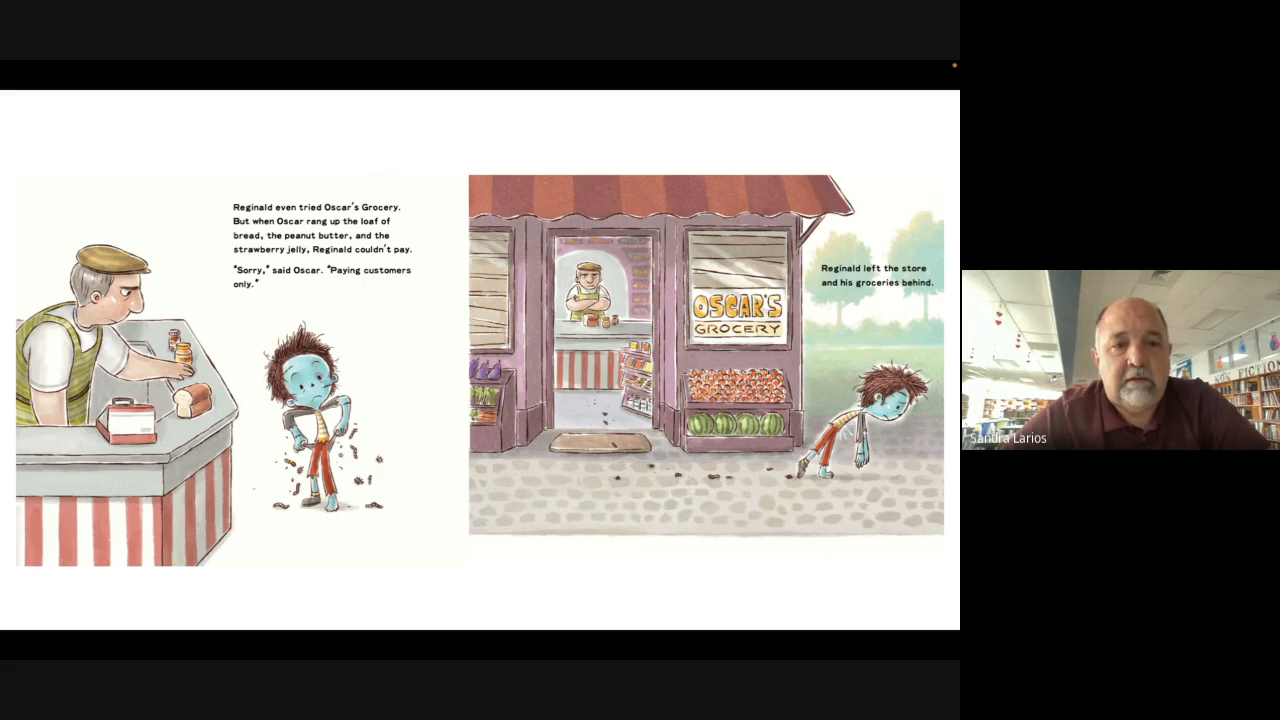 Reginald even tried Oscar's Grocery.
But when Oscar rang up the loaf of
bread, the peanut butter, and the
strawberry jelly, Reginald couldn't pay.
"Sorry," said Oscar. "Paying customers
only."
OSCAR'S
GROCERY
Reginald left the store
and his groceries behind.
NON FICTION
Sandra Larios